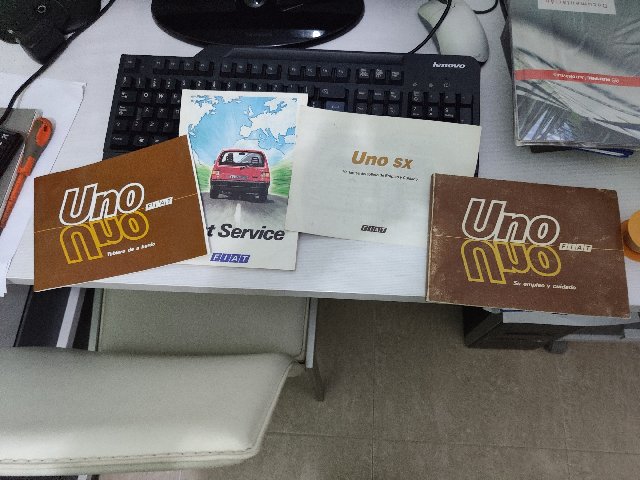 lenovo
Uno
Uno
FIAT
Tablero de a bordo
t Service
FIAT
Uno SX
FIAT
Uno
Uno
FIAT
Su empleo y cuidado